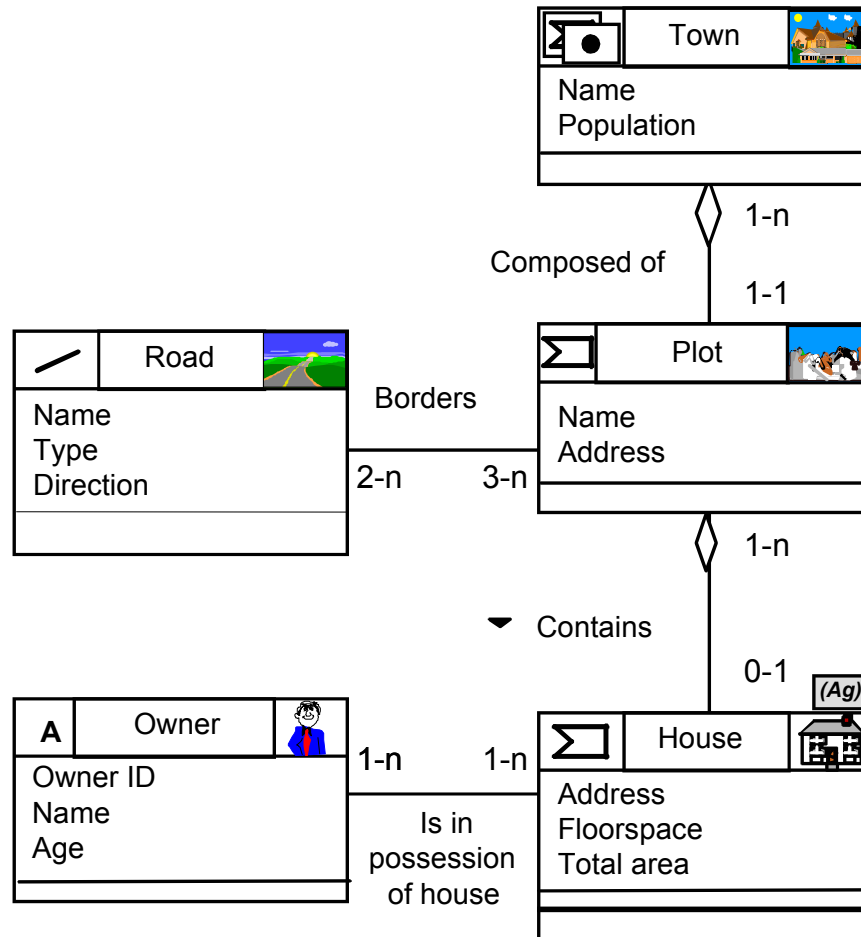 Town
Name
Population
1-n
Composed of
1-1
Road
Name
Type
Direction
Borders
2-n
3-n
Plot
Name
Address
1-n
Contains
0-1
(Ag)
A
Owner
Owner ID
Name
Age
1-n
1-n
Is in
possession
of house
House
Address
Floorspace
Total area